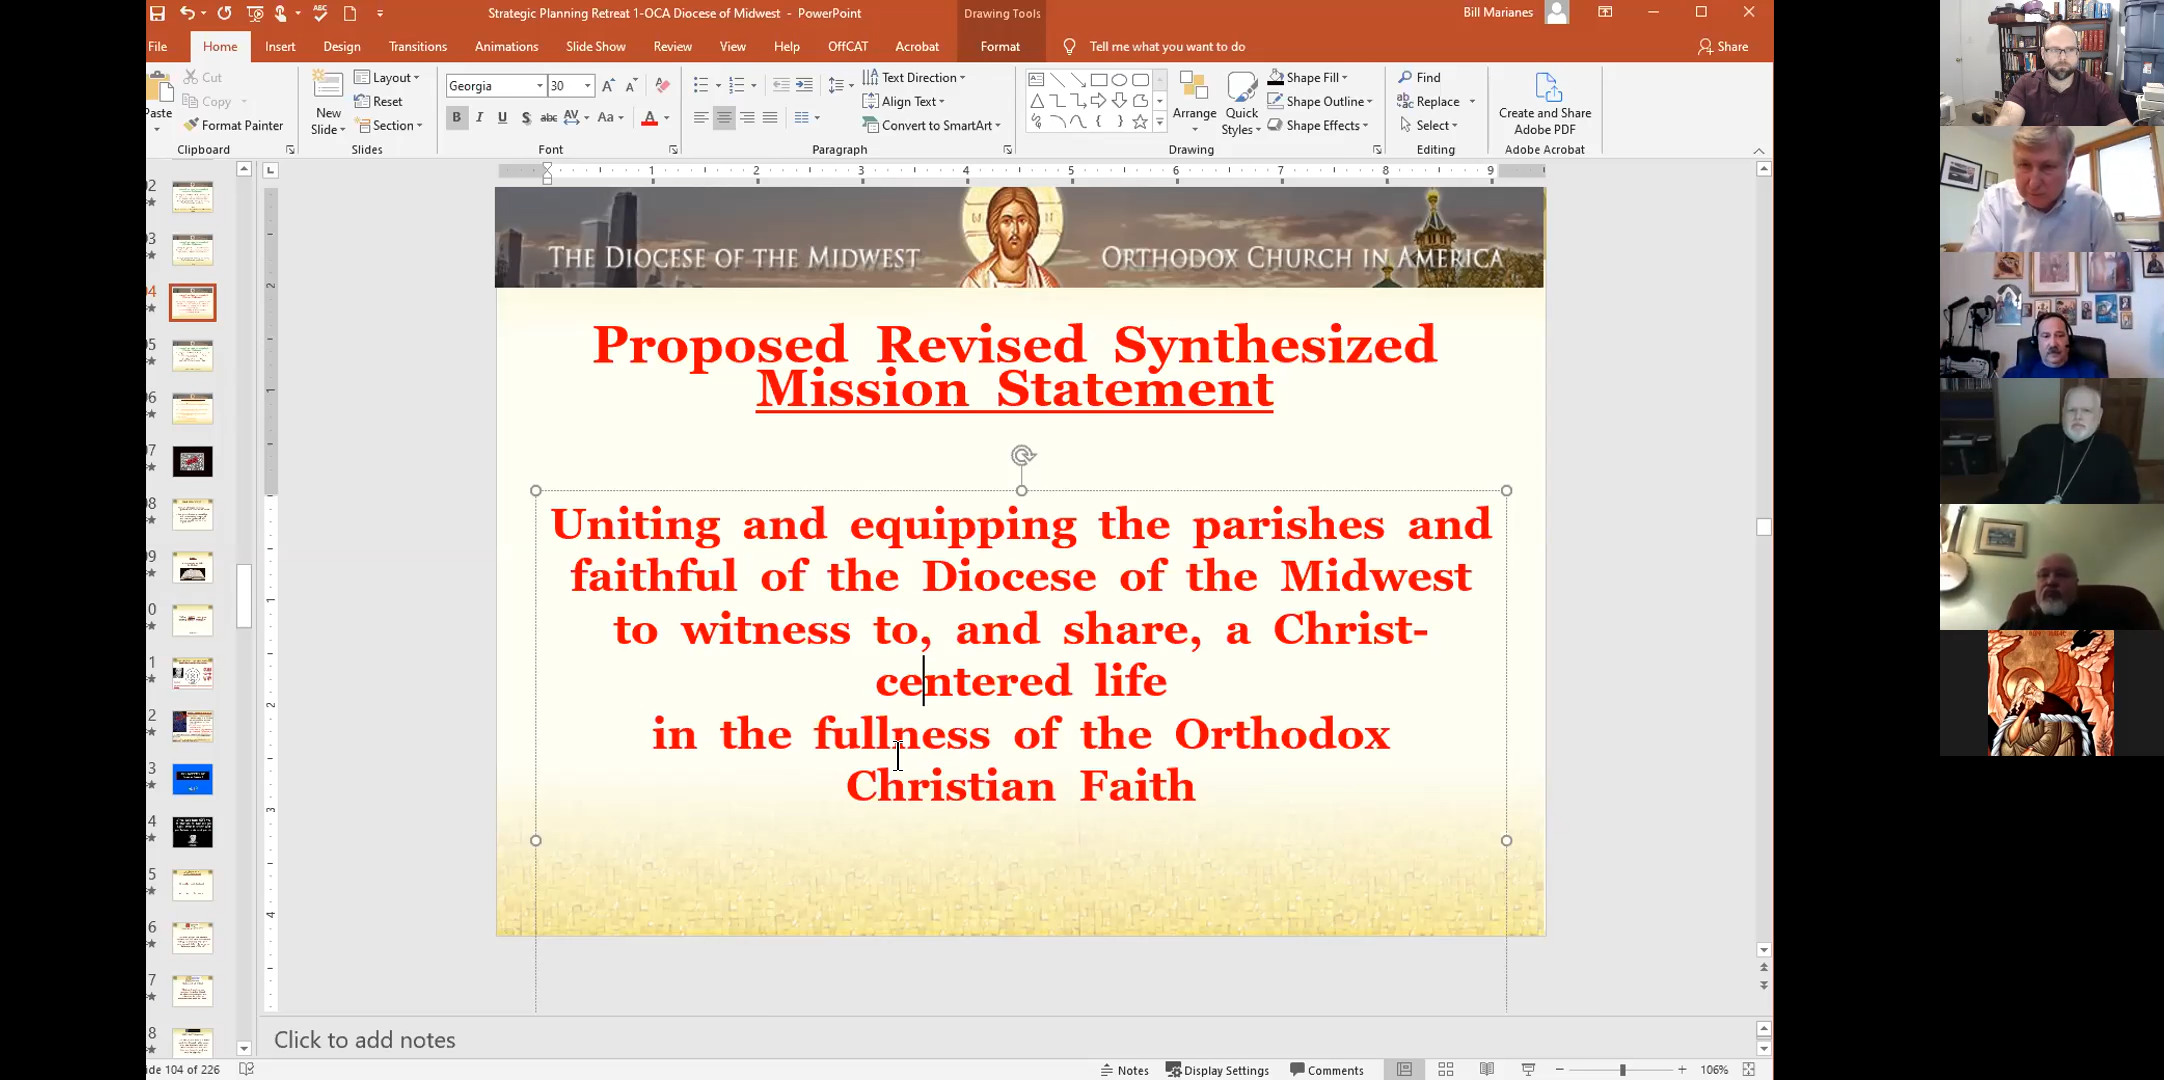 Strategic Planning Retreat 1-OCA Diocese of Midwest - PowerPoint
Drawing Tools
Bill Marianes
File Home Insert Design Transitions Animations Slide Show Review View Help OffCAT Acrobat Format Tell me what you want to do Share
Paste
Cut
Copy
Format Painter
Clipboard
New Slide
Layout
Reset
Section
Slides
Georgia 30
Font
Text Direction
Align Text
Convert to SmartArt
Paragraph
Arrange
Quick Styles
Shape Fill
Shape Outline
Shape Effects
Drawing
Find
Replace
Select
Editing
Create and Share
Adobe PDF
Adobe Acrobat
THE DIOCESE OF THE MIDWEST ORTHODOX CHURCH IN AMERICA
Proposed Revised Synthesized
Mission Statement
Uniting and equipping the parishes and
faithful of the Diocese of the Midwest
to witness to, and share, a Christ-
centered life
in the fullness of the Orthodox
Christian Faith
Click to add notes
de 104 of 226
Notes Display Settings Comments 106%